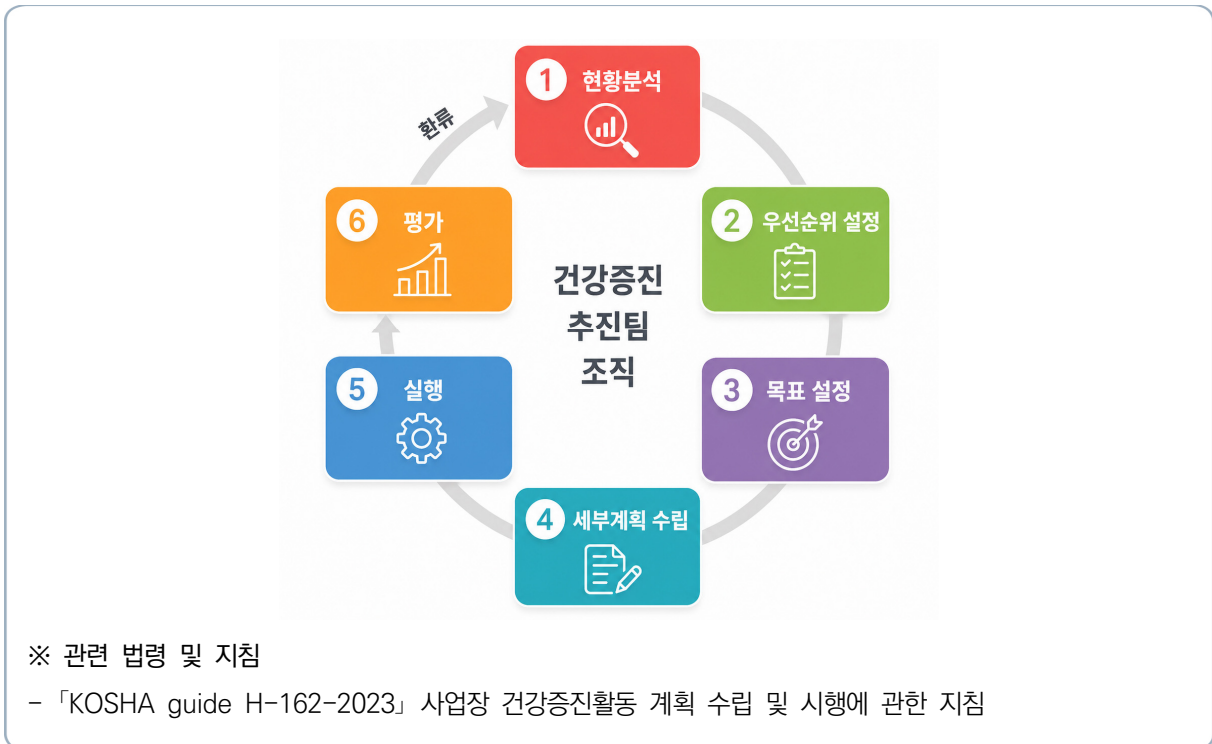 1 현황분석
환류
2 우선순위 설정
3 목표 설정
4 세부계획 수립
5 실행
6 평가
건강증진
추진팀
조직
※ 관련 법령 및 지침
-「KOSHA guide H-162-2023」사업장 건강증진활동 계획 수립 및 시행에 관한 지침